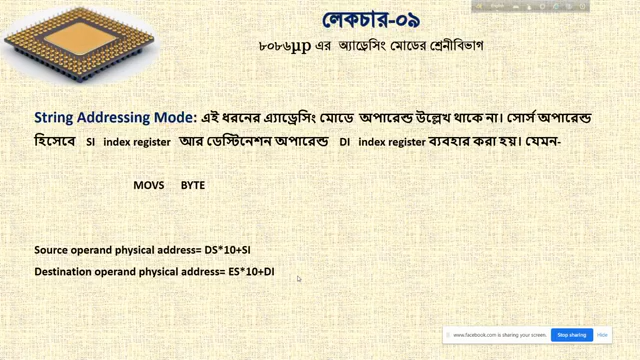 লেকচার-০৯
৮০৮৬µp এর অ্যাড্রেসিং মোডের শ্রেনীবিভাগ
String Addressing Mode: এই ধরনের এ্যাড্রেসিং মোডে অপারেন্ড উল্লেখ থাকে না। সোর্স অপারেন্ড
হিসেবে SI index register আর ডেস্টিনেশন অপারেন্ড DI index register ব্যবহার করা হয়। যেমন-
MOVS BYTE
Source operand physical address= DS*10+SI
Destination operand physical address= ES*10+DI
www.facebook.com is sharing your screen. Stop sharing Hide